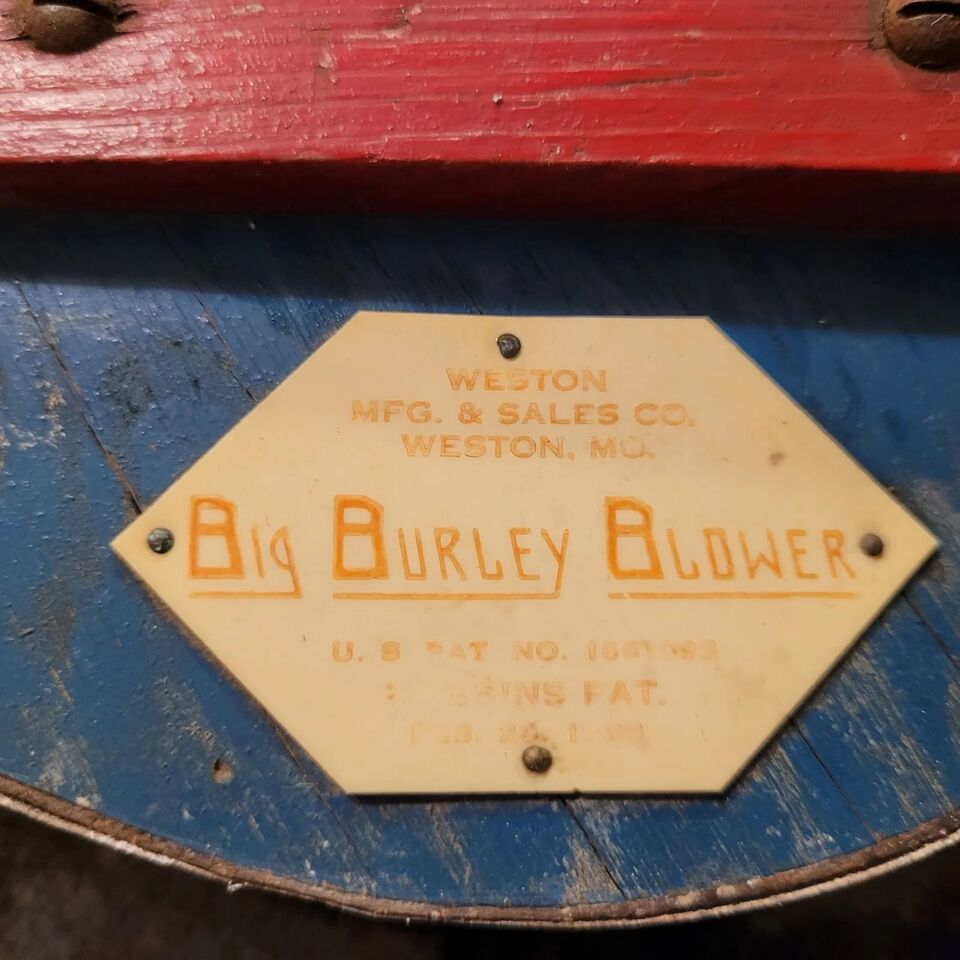 WESTON
MFG. & SALES CO.
WESTON, MO.
Big Burley Blower
U. S. PAT. NO.
PAT.